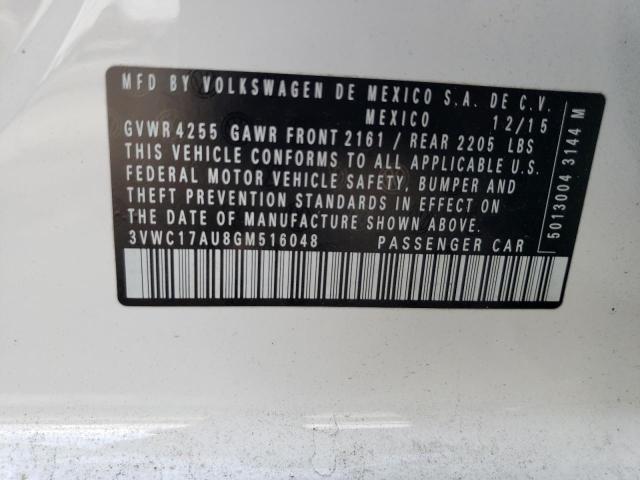 MFD BY VOLKSWAGEN DE MEXICO S.A. DE C.V.
MEXICO 12/15
GVWR 4255 GAWR FRONT 2161 / REAR 2205 LBS
THIS VEHICLE CONFORMS TO ALL APPLICABLE U.S.
FEDERAL MOTOR VEHICLE SAFETY, BUMPER AND
THEFT PREVENTION STANDARDS IN EFFECT ON
THE DATE OF MANUFACTURE SHOWN ABOVE.
3VWC17AU8GM516048 PASSENGER CAR
5013004 3144 M